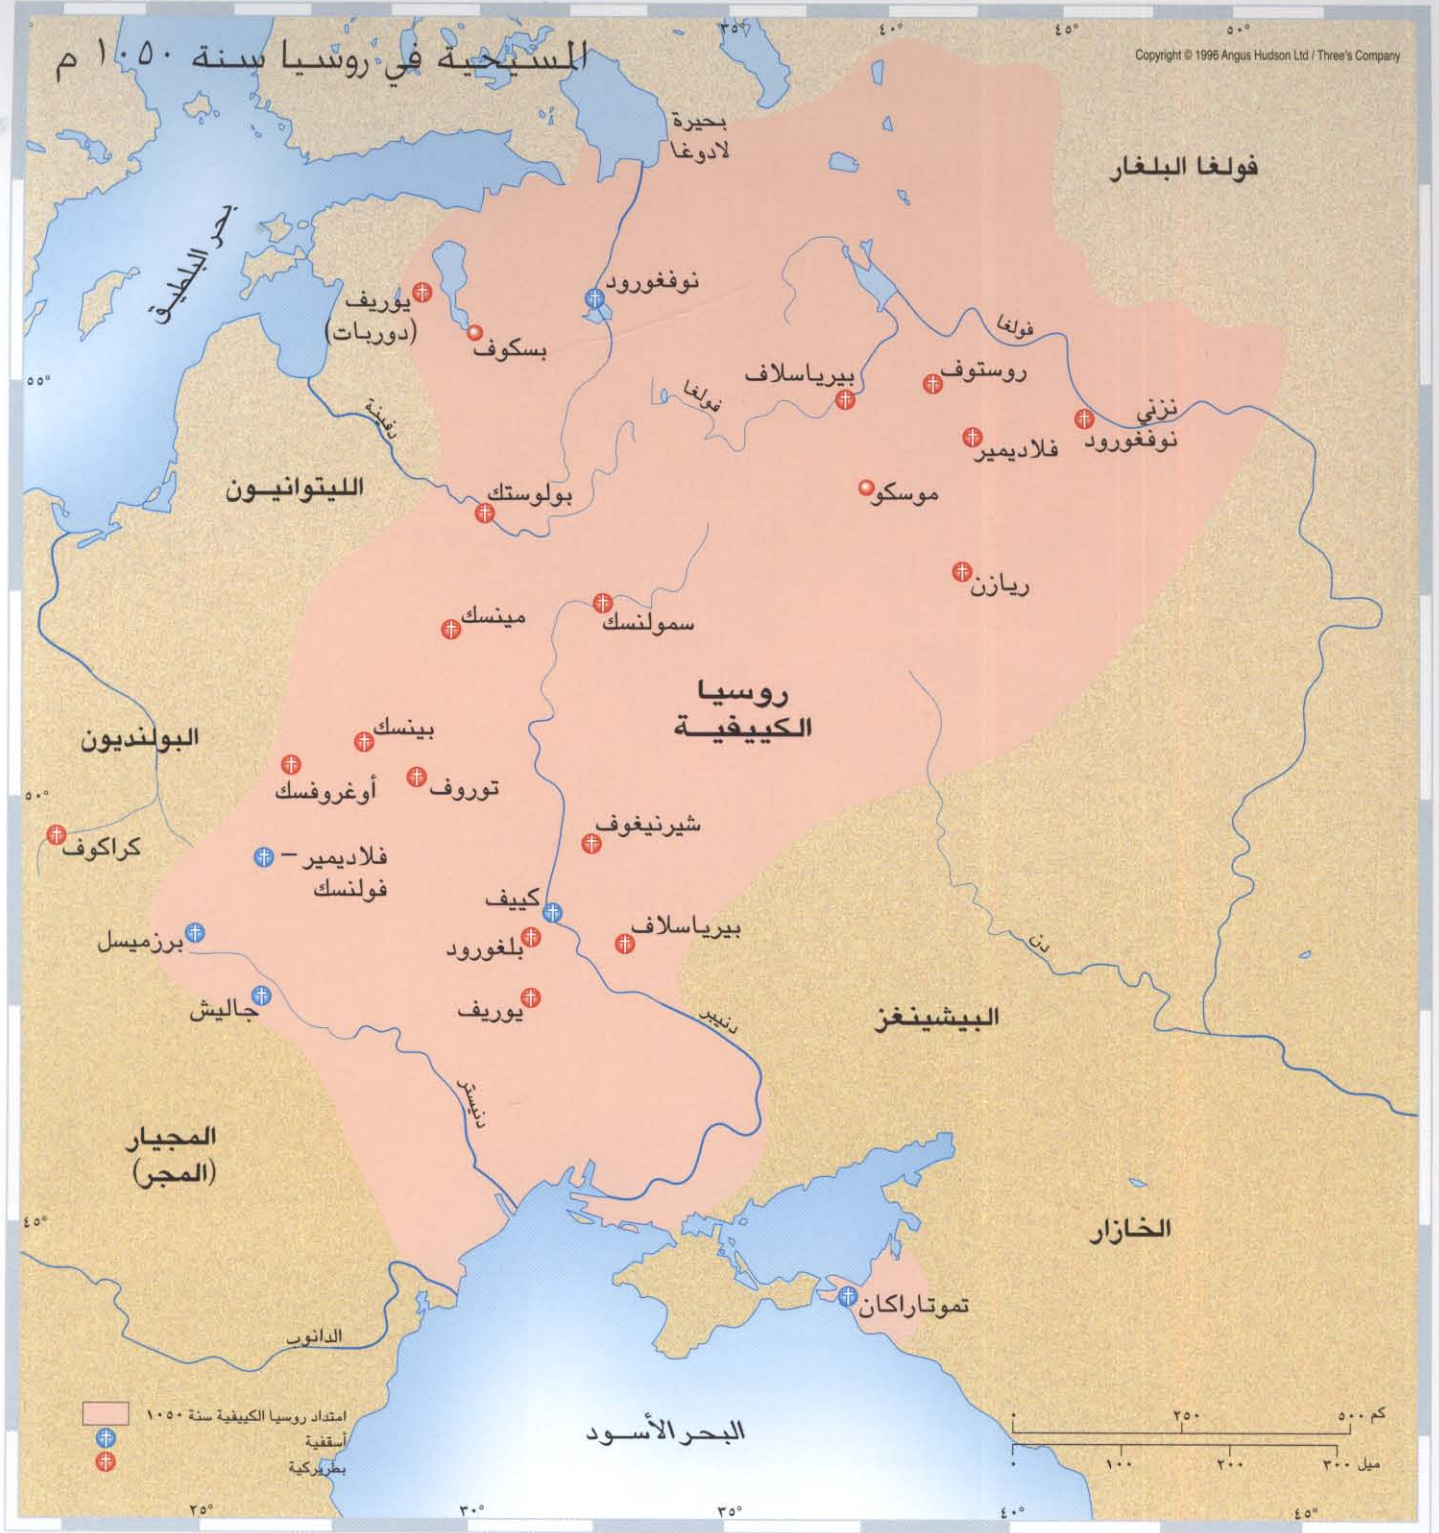 المسيحية في روسيا سنة ١٠٥٠ م
٣٥°
٤٠°
٤٥°
٥٠°
Copyright © 1996 Angus Hudson Ltd / Three's Company
بحيرة
لادوغا
فولغا البلغار
بحر البلطيق
نوفغورود
يوريف
(دوربات)
بسكوف
فولغا
٥٥°
روستوف
بيرياسلاف
فولغا
نزني
نوفغورود
دفينة
فلاديمير
الليتوانيون
بولوستك
موسكو
ريازن
مينسك
سمولنسك
روسيا
الكييفية
البولنديون
بينسك
أوغروفسك
توروف
٥٠°
شيرنيغوف
كراكوف
فلاديمير –
فولنسك
كييف
بيرياسلاف
برزميسل
بلغورود
دن
جاليش
يوريف
دنيبر
البيشينغز
دنيستر
المجيار
(المجر)
٤٥°
الخازار
تموتاراكان
الدانوب
امتداد روسيا الكييفية سنة ١٠٥٠
أسقفية
بطريركية
البحر الأسود
٠ ٢٥٠ ٥٠٠ كم
٠ ١٠٠ ٢٠٠ ٣٠٠ ميل
٢٥°
٣٠°
٣٥°
٤٠°
٤٥°